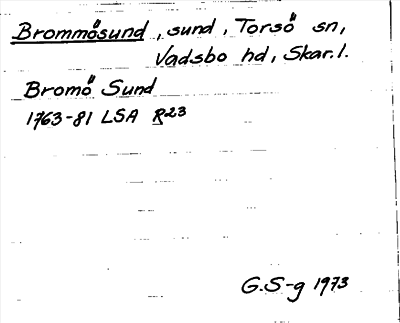 Brommösund, sund, Torsö sn,
Vadsbo hd, Skar.l.
Bromö Sund
1763-81 LSA R23
G.S-g 1973